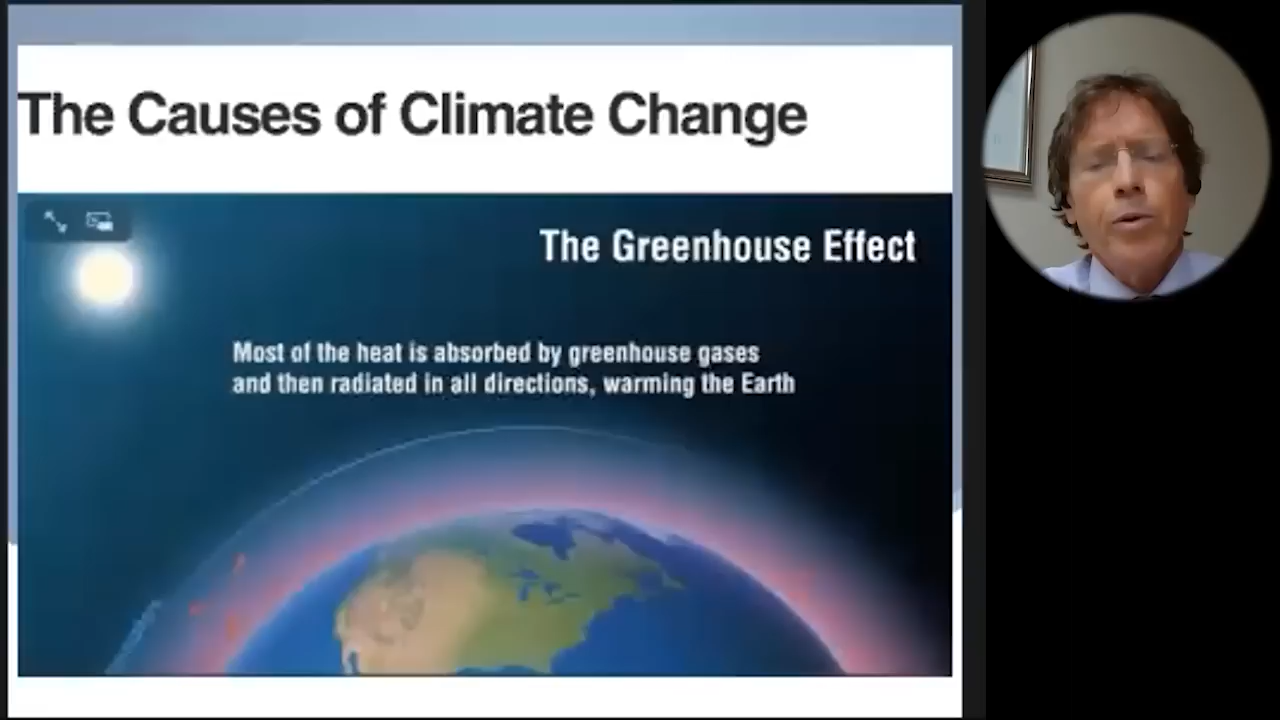 The Causes of Climate Change
The Greenhouse Effect
Most of the heat is absorbed by greenhouse gases
and then radiated in all directions, warming the Earth